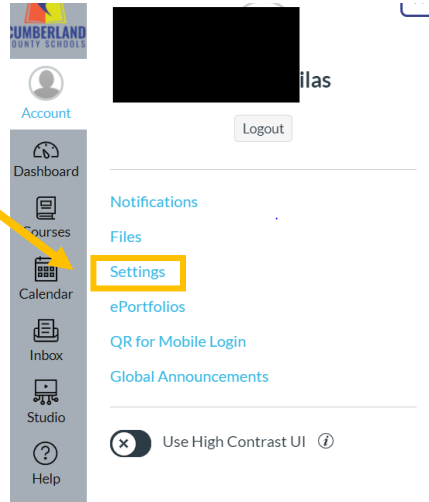 CUMBERLAND
COUNTY SCHOOLS
Account
Dashboard
Courses
Calendar
Inbox
Studio
Help
ilas
Logout
Notifications
Files
Settings
ePortfolios
QR for Mobile Login
Global Announcements
Use High Contrast UI